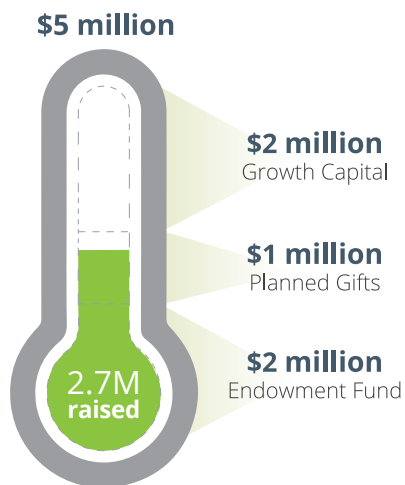 $5 million
$2 million
Growth Capital
$1 million
Planned Gifts
$2 million
Endowment Fund
2.7M
raised